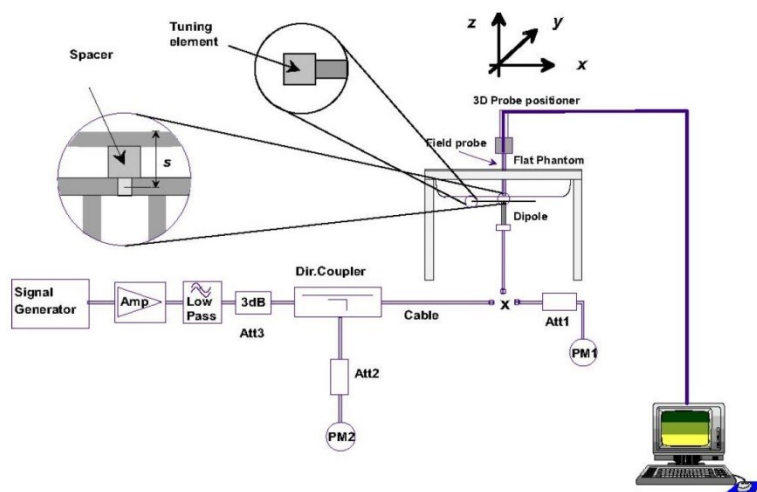 Tuning
element
Spacer
s
z
y
x
3D Probe positioner
Field probe
Flat Phantom
Dipole
Signal
Generator
Amp
Low
Pass
3dB
Att3
Dir.Coupler
Cable
x
Att1
PM1
Att2
PM2